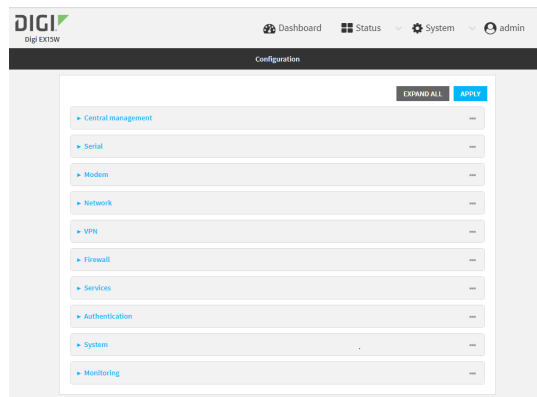 DIGI
Digi EX15W
Dashboard Status System admin
Configuration
EXPAND ALL APPLY
Central management
Serial
Modem
Network
VPN
Firewall
Services
Authentication
System
Monitoring